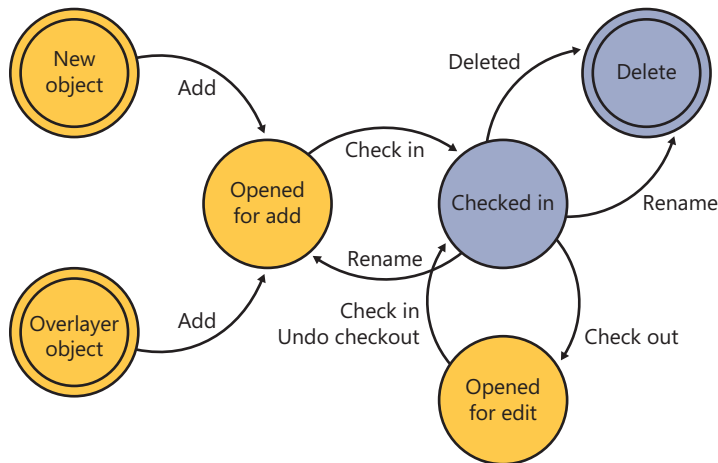 New
object
Add
Deleted
Delete
Check in
Opened
for add
Checked in
Rename
Rename
Overlayer
object
Add
Check in
Undo checkout
Check out
Opened
for edit